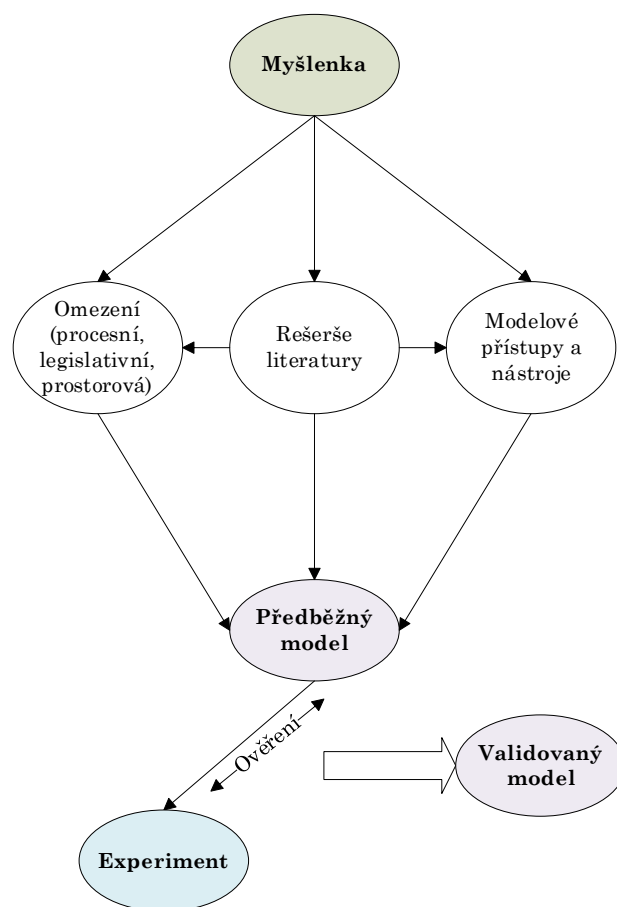 Myšlenka
Omezení
(procesní,
legislativní,
prostorová)
Rešerše
literatury
Modelové
přístupy a
nástroje
Předběžný
model
Ověření
Validovaný
model
Experiment